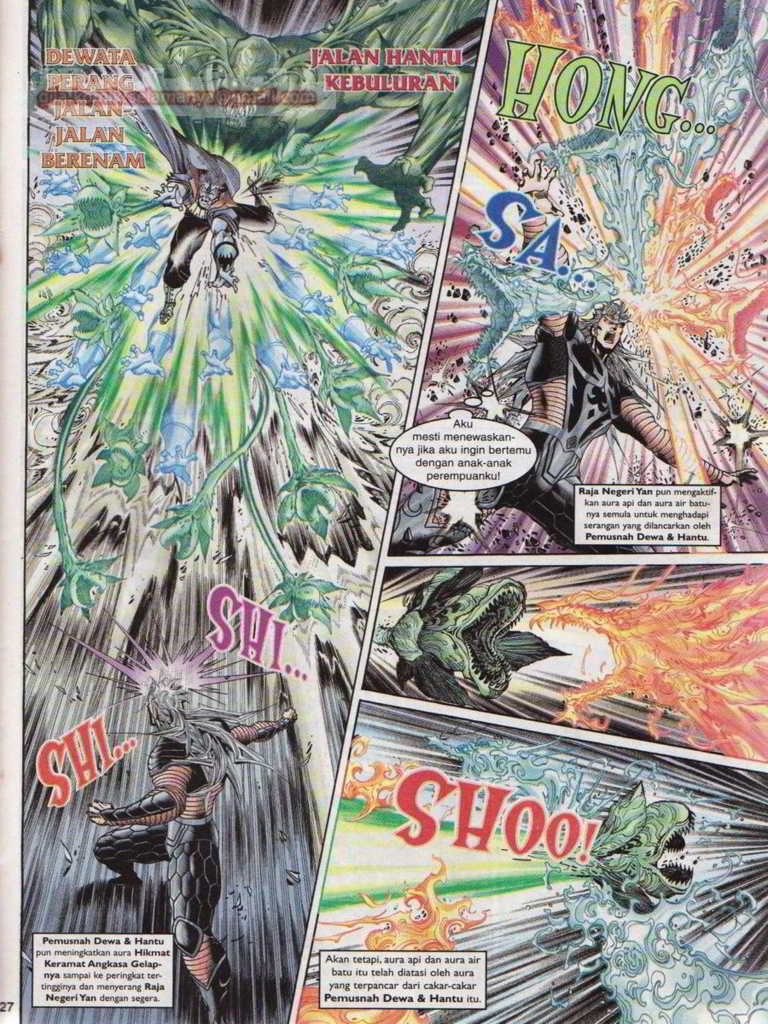 DEWATA
PERANG
JALAN-
JALAN
BERENAM
JALAN HANTU
KEBULURAN
SHI...
SHI...
Pemusnah Dewa & Hantu
pun meningkatkan aura Hikmat
Keramat Angkasa Gelap-
nya sampai ke peringkat ter-
tingginya dan menyerang Raja
Negeri Yan dengan segera.
HONG...
SA...
Aku
mesti menewaskan-
nya jika aku ingin bertemu
dengan anak-anak
perempuanku!
Raja Negeri Yan pun mengaktif-
kan aura api dan aura air batu-
nya semula untuk menghadapi
serangan yang dilancarkan oleh
Pemusnah Dewa & Hantu.
SHOO!
Akan tetapi, aura api dan aura air
batu itu telah diatasi oleh aura
yang terpancar dari cakar-cakar
Pemusnah Dewa & Hantu itu.
27